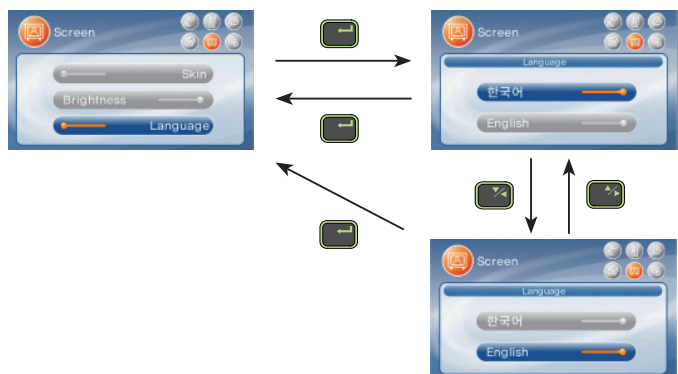 Screen
Skin
Brightness
Language
Screen
Language
한국어
English
Screen
Language
한국어
English